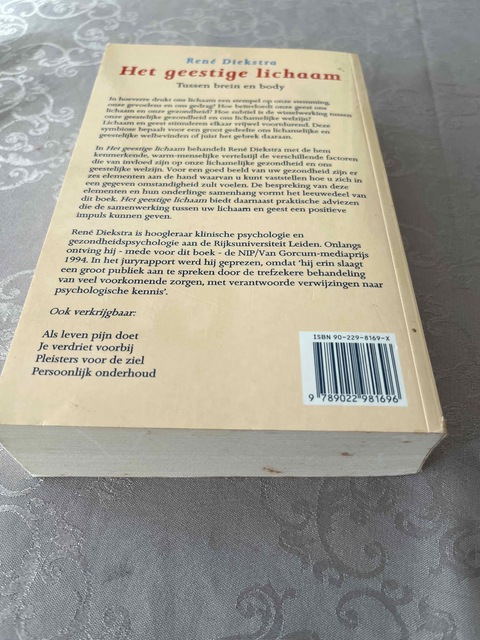 René Diekstra
Het geestige lichaam
Tussen brein en body
In hoeverre drukt ons lichaam een stempel op onze stemming,
onze gevoelens en ons gedrag? Hoe beïnvloedt onze geest ons
lichaam en onze gezondheid? Hoe subtiel is de wisselwerking tussen
onze geestelijke gezondheid en ons lichamelijke welzijn?
Lichaam en geest stimuleren elkaar vrijwel voortdurend. Deze
symbiose bepaalt voor een groot gedeelte ons lichamelijke en
geestelijke welbevinden of juist het gebrek daaraan.
In Het geestige lichaam behandelt René Diekstra met de hem
kenmerkende, warm-menselijke vertelstijl de verschillende factoren
die van invloed zijn op onze lichamelijke gezondheid en ons
geestelijke welzijn. Voor een goed beeld van uw gezondheid zijn er
zes elementen aan de hand waarvan u kunt vaststellen hoe u zich in
een gegeven omstandigheid zult voelen. De bespreking van deze
elementen en hun onderlinge samenhang vormt het leeuwedeel van
dit boek. Het geestige lichaam biedt daarnaast praktische adviezen
die de samenwerking tussen uw lichaam en geest een positieve
impuls kunnen geven.
René Diekstra is hoogleraar klinische psychologie en
gezondheidspsychologie aan de Rijksuniversiteit Leiden. Onlangs
ontving hij - mede voor dit boek - de NIP/Van Gorcum-mediaprijs
1994. In het juryrapport werd hij geprezen, omdat 'hij erin slaagt
een groot publiek aan te spreken door de trefzekere behandeling
van veel voorkomende zorgen, met verantwoorde verwijzingen naar
psychologische kennis'.
Ook verkrijgbaar:
Als leven pijn doet
Je verdriet voorbij
Pleisters voor de ziel
Persoonlijk onderhoud
ISBN 90-229-8169-X
9 789022 981696